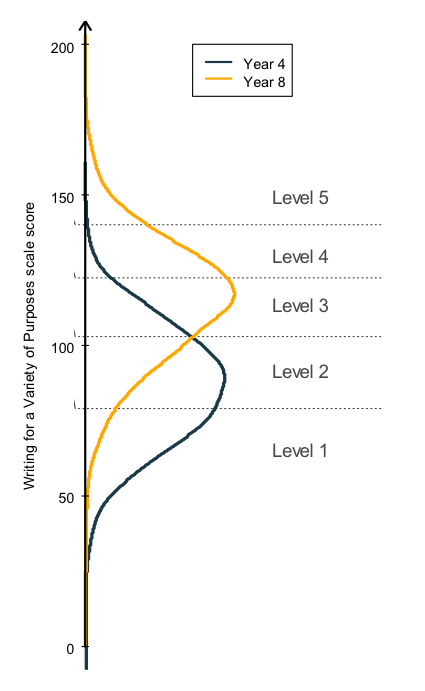 200
Year 4
Year 8
150
Level 5
Level 4
Level 3
100
Level 2
Level 1
50
0
Writing for a Variety of Purposes scale score